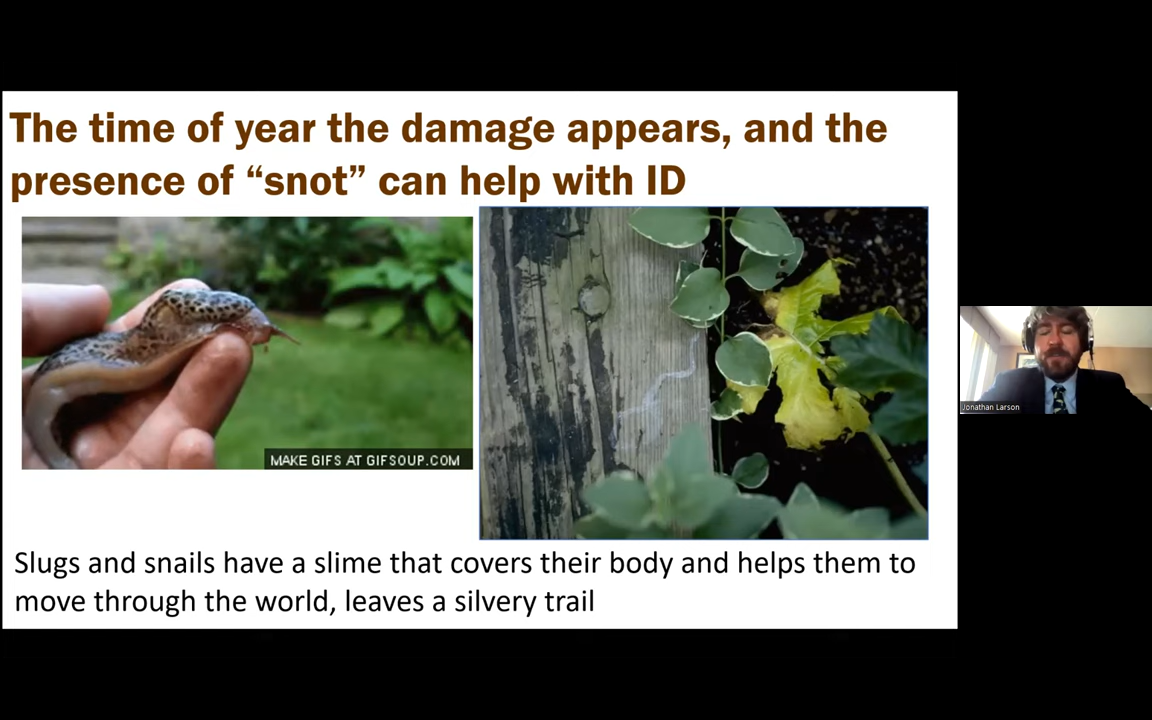 The time of year the damage appears, and the
presence of “snot” can help with ID
MAKE GIFS AT GIFSOUP.COM
Slugs and snails have a slime that covers their body and helps them to
move through the world, leaves a silvery trail
Jonathan Larson